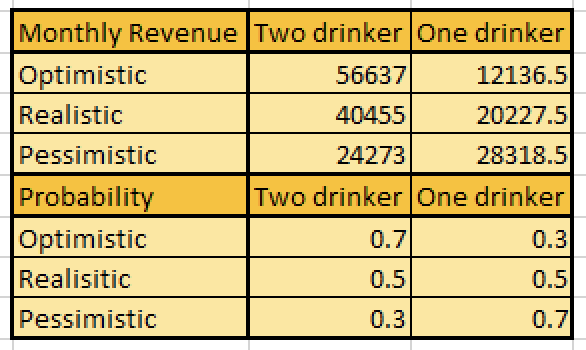 Monthly Revenue Two drinker One drinker
Optimistic 56637 12136.5
Realistic 40455 20227.5
Pessimistic 24273 28318.5
Probability Two drinker One drinker
Optimistic 0.7 0.3
Realisitic 0.5 0.5
Pessimistic 0.3 0.7